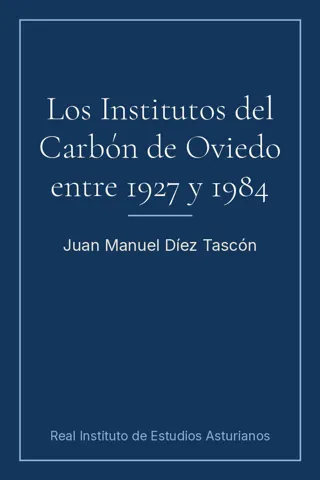 Los Institutos del
Carbón de Oviedo
entre 1927 y 1984
Juan Manuel Díez Tascón
Real Instituto de Estudios Asturianos